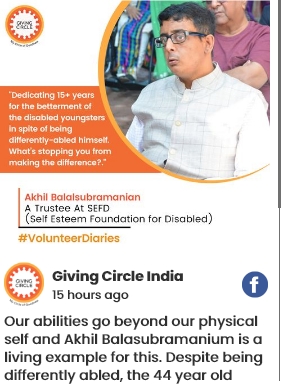 GIVING
CIRCLE
"Dedicating 15+ years
for the betterment of
the disabled youngsters
in spite of being
differently-abled himself.
What's stopping you from
making the difference?."
Akhil Balalsubramanian
A Trustee At SEFD
(Self Esteem Foundation for Disabled)
#VolunteerDiaries
GIVING
CIRCLE
Giving Circle India
15 hours ago
f
Our abilities go beyond our physical
self and Akhil Balasubramanium is a
living example for this. Despite being
differently abled, the 44 year old